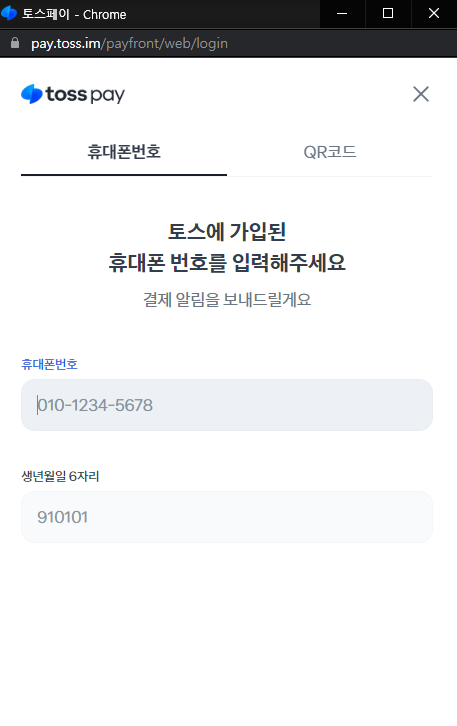 토스페이 - Chrome
pay.toss.im/payfront/web/login
toss pay
휴대폰번호
QR코드
토스에 가입된
휴대폰 번호를 입력해주세요
결제 알림을 보내드릴게요
휴대폰번호
010-1234-5678
생년월일 6자리
910101